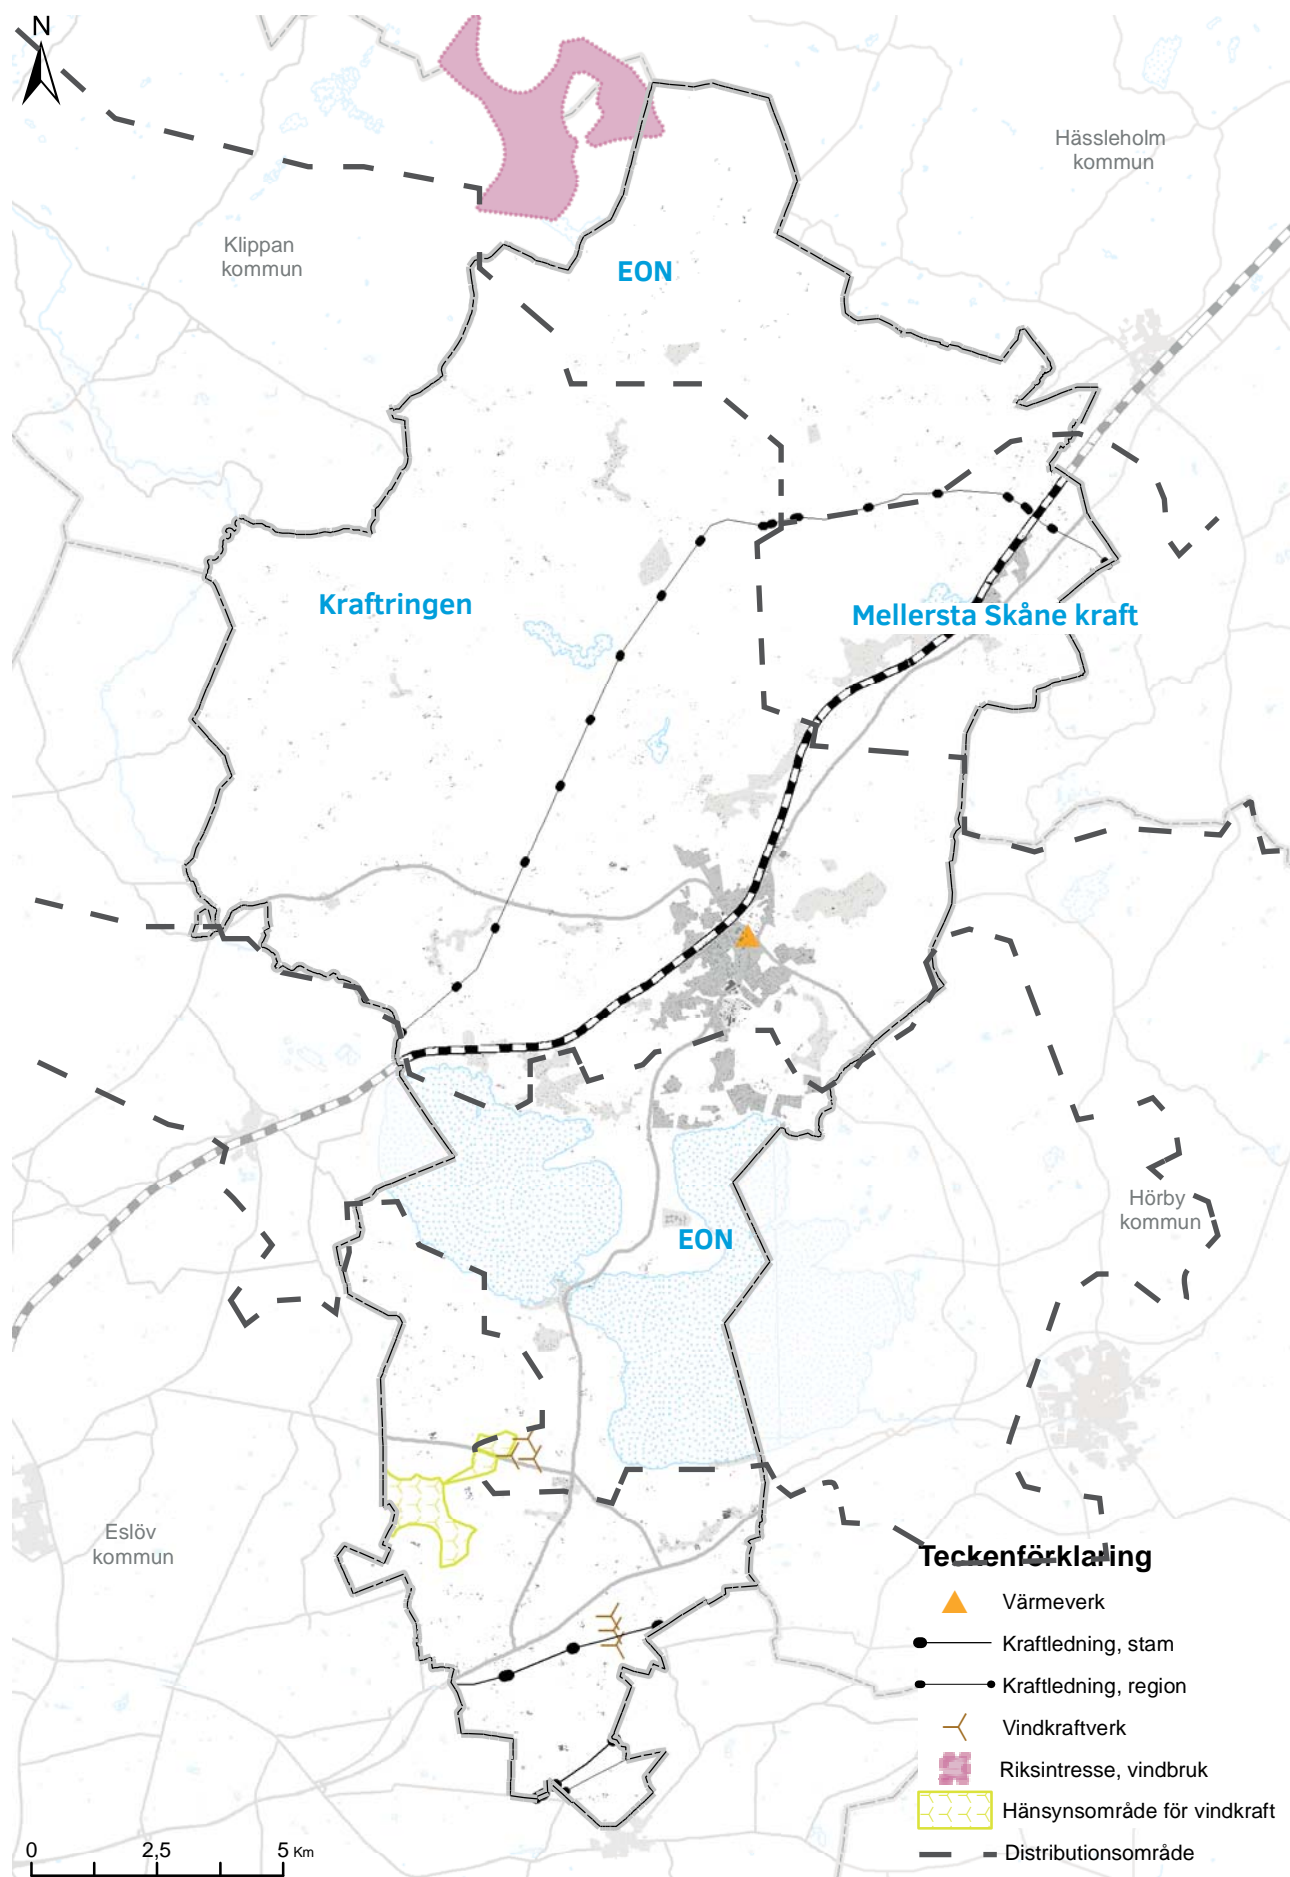 N
Hässleholm
kommun
Klippan
kommun
EON
Kraftringen
Mellersta Skåne kraft
Hörby
kommun
EON
Eslöv
kommun
Teckenförklaring
Värmeverk
Kraftledning, stam
Kraftledning, region
Vindkraftverk
Riksintresse, vindbruk
Hänsynsområde för vindkraft
Distributionsområde
0 2,5 5 Km